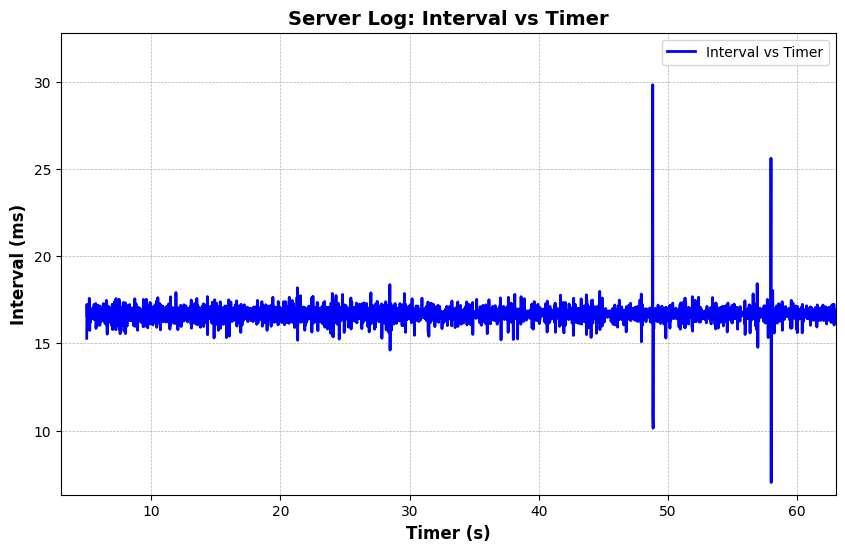 Server Log: Interval vs Timer
Interval vs Timer
Interval (ms)
30
25
20
15
10
10 20 30 40 50 60
Timer (s)